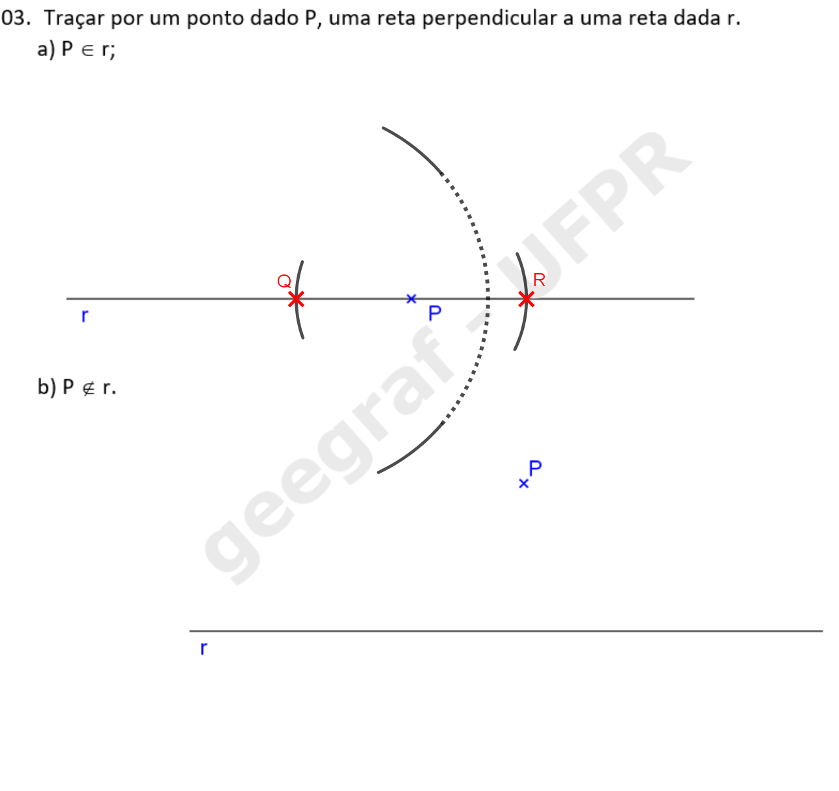 03. Traçar por um ponto dado P, uma reta perpendicular a uma reta dada r.
a) P ∈ r;
Q
R
r
P
b) P ∉ r.
P
r
geegraf - UFPR